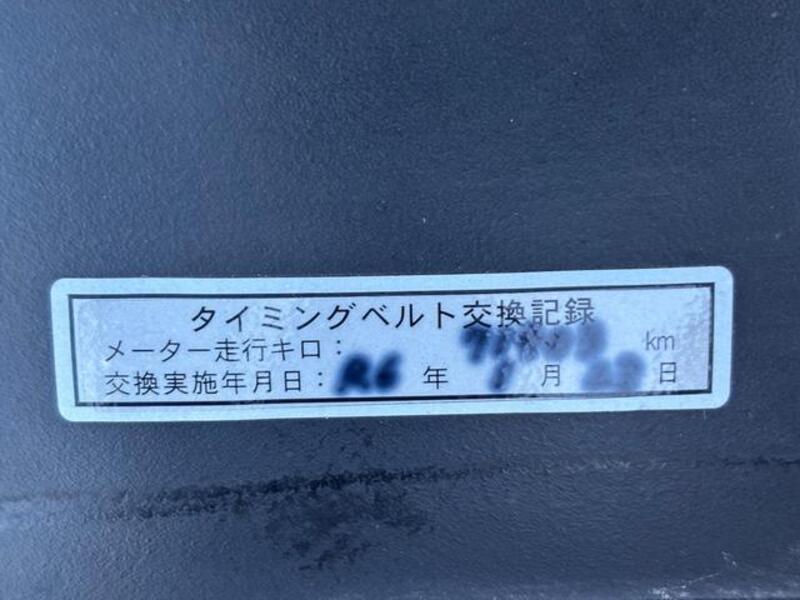 タイミングベルト交換記録
メーター走行キロ： km
交換実施年月日：R6 年 月 日